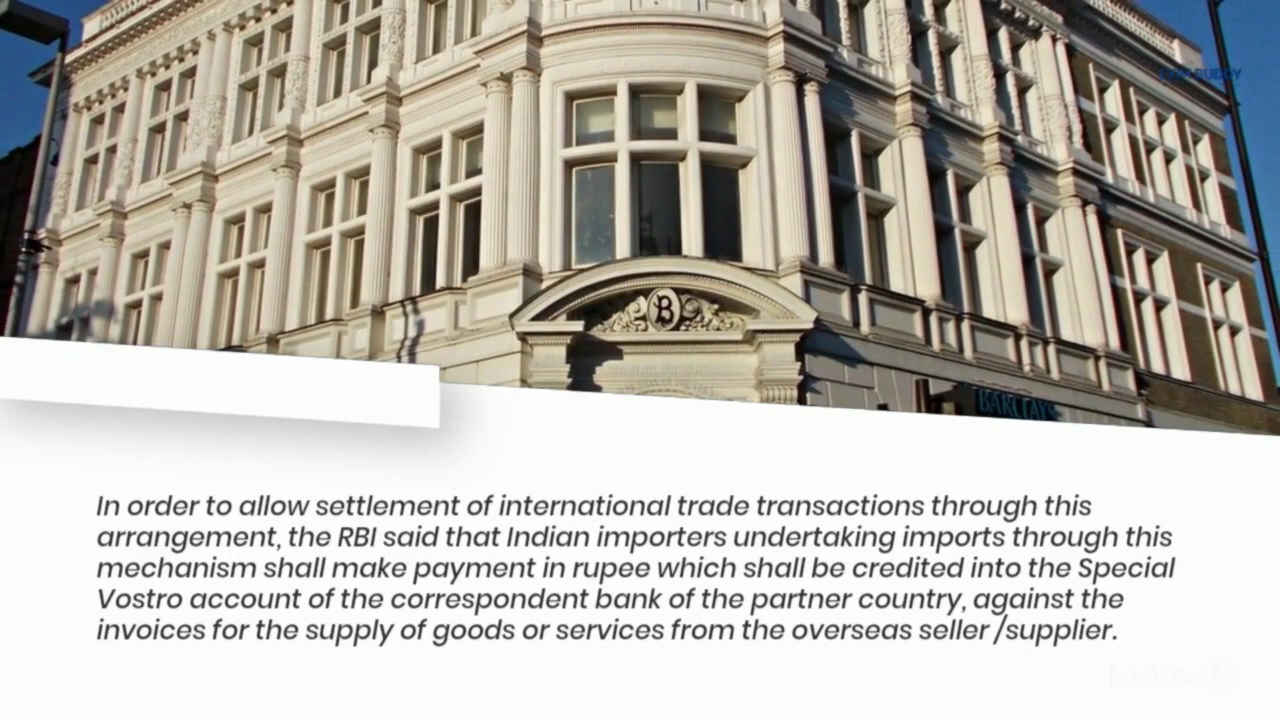 B
BARCLAYS
In order to allow settlement of international trade transactions through this
arrangement, the RBI said that Indian importers undertaking imports through this
mechanism shall make payment in rupee which shall be credited into the Special
Vostro account of the correspondent bank of the partner country, against the
invoices for the supply of goods or services from the overseas seller/supplier.